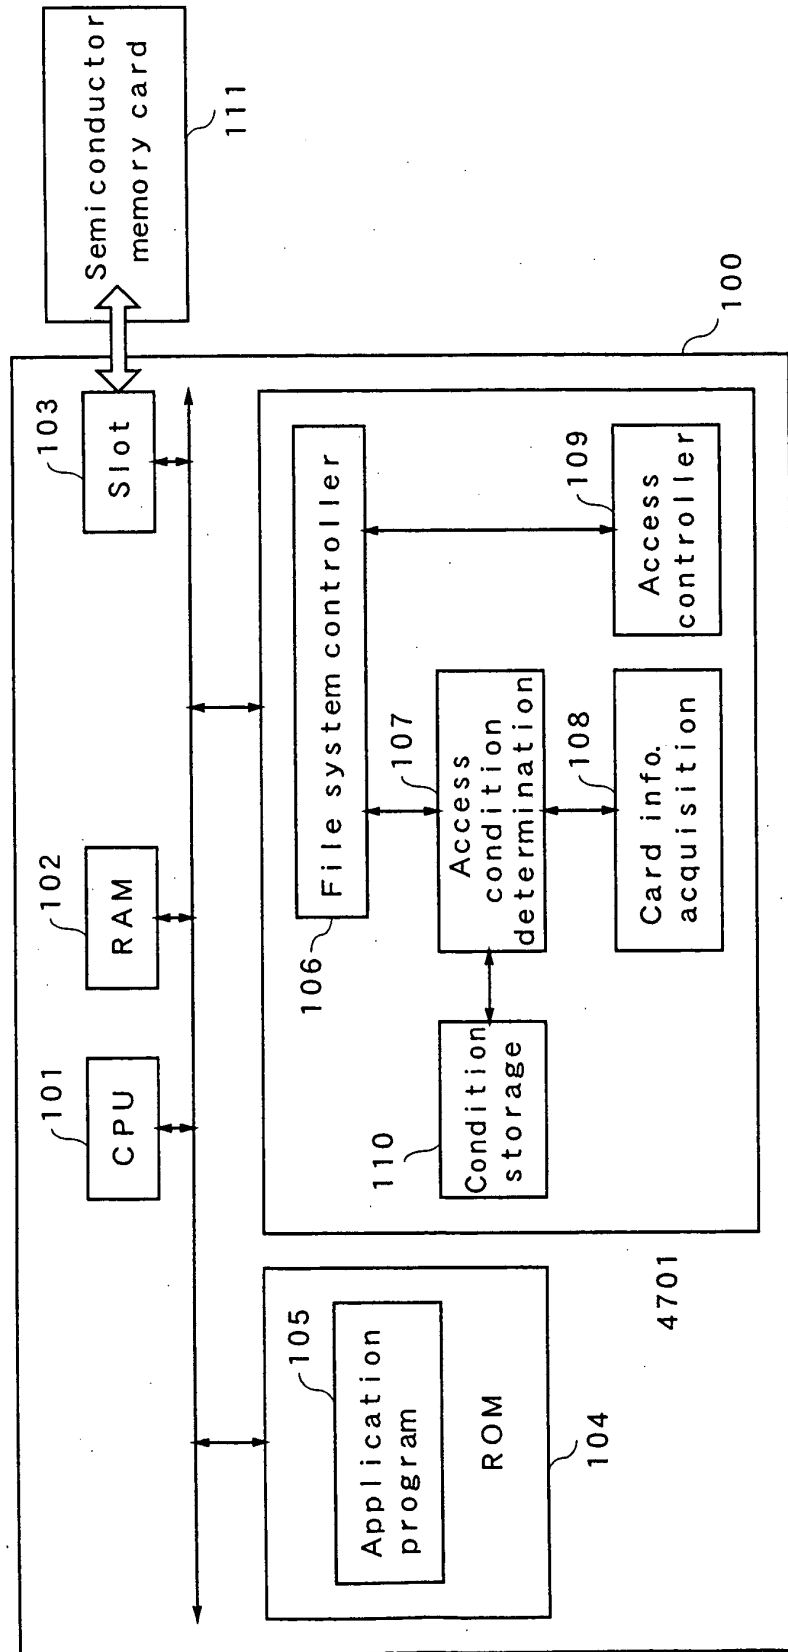 Semiconductor
memory card
111
100
103
Slot
102
RAM
101
CPU
File system controller
106
107
Access
condition
determination
109
Access
controller
108
Card info.
acquisition
110
Condition
storage
4701
105
Application
program
ROM
104